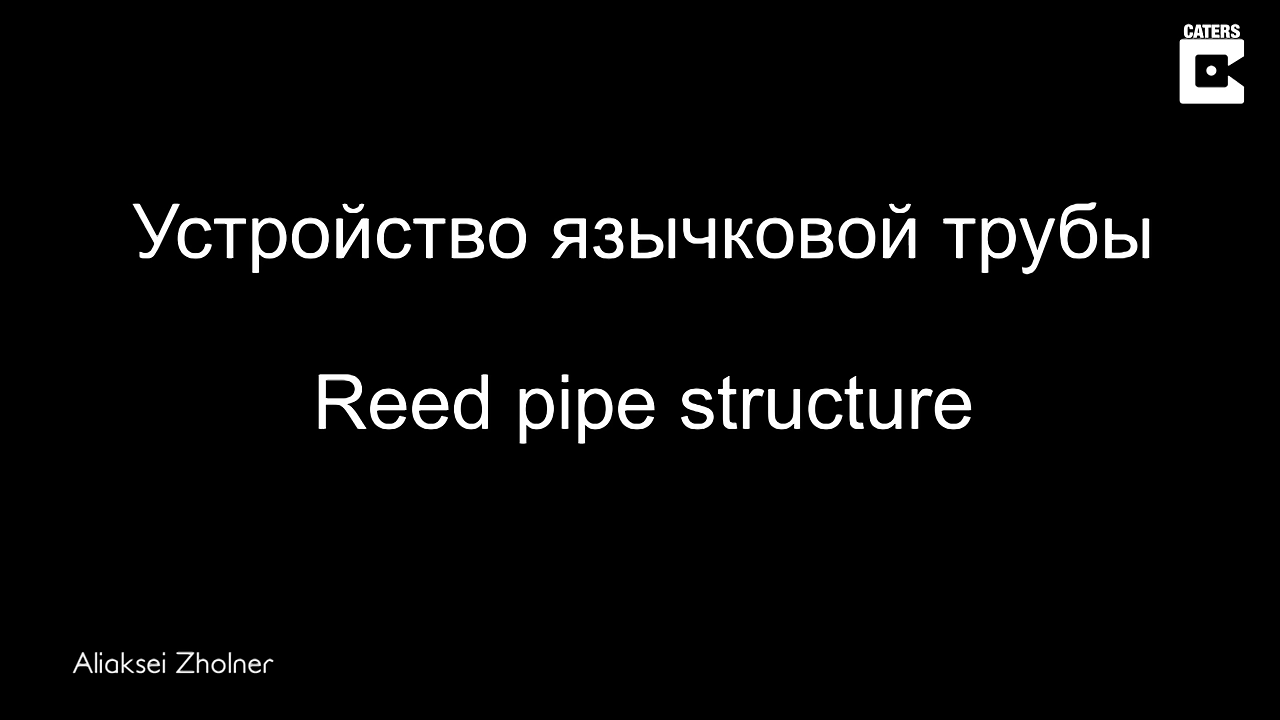 CATERS
Устройство язычковой трубы
Reed pipe structure
Aliaksei Zholner